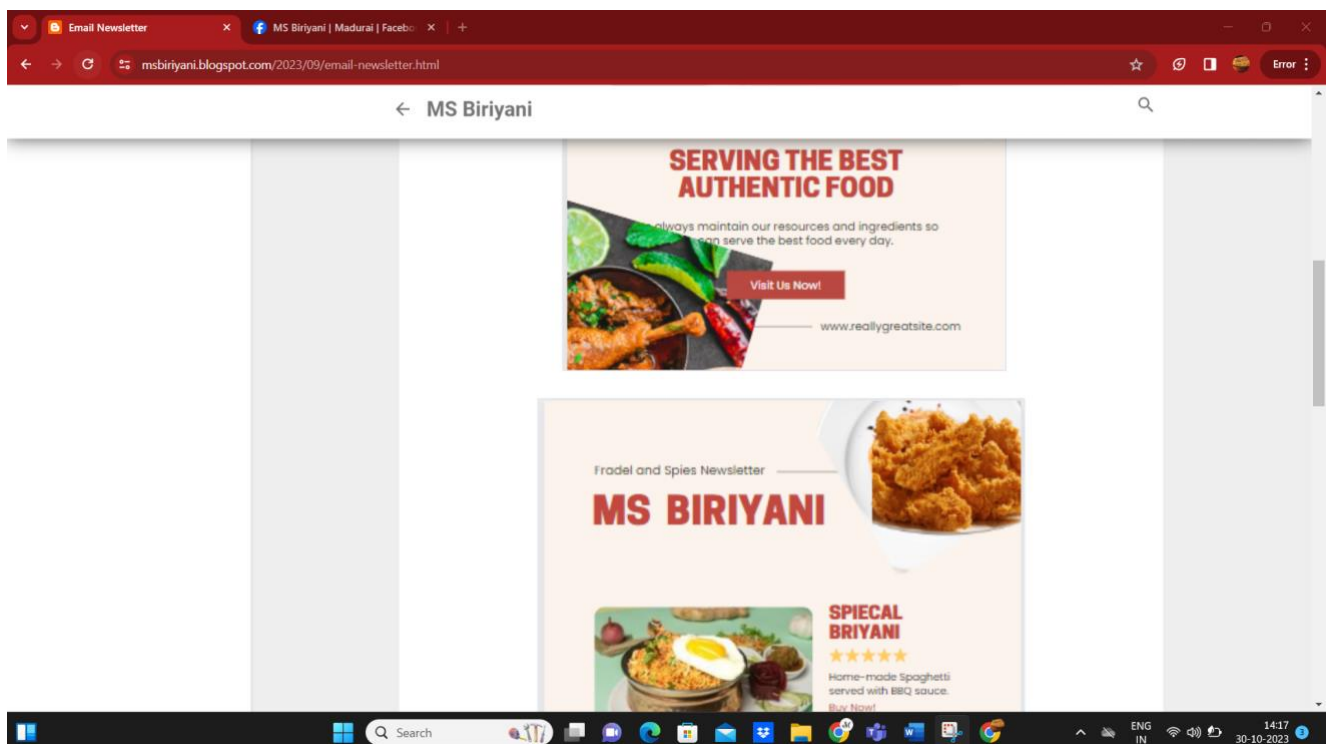 Email Newsletter
MS Biriyani | Madurai | Facebo
msbiriyani.blogspot.com/2023/09/email-newsletter.html
Error
MS Biriyani
SERVING THE BEST
AUTHENTIC FOOD
always maintain our resources and ingredients so
can serve the best food every day.
Visit Us Now!
www.reallygreatsite.com
Fradel and Spies Newsletter
MS BIRIYANI
SPIECAL
BRIYANI
Home-made Spaghetti
served with BBQ sauce.
Buy Now!
Search
ENG
IN
14:17
30-10-2023
3